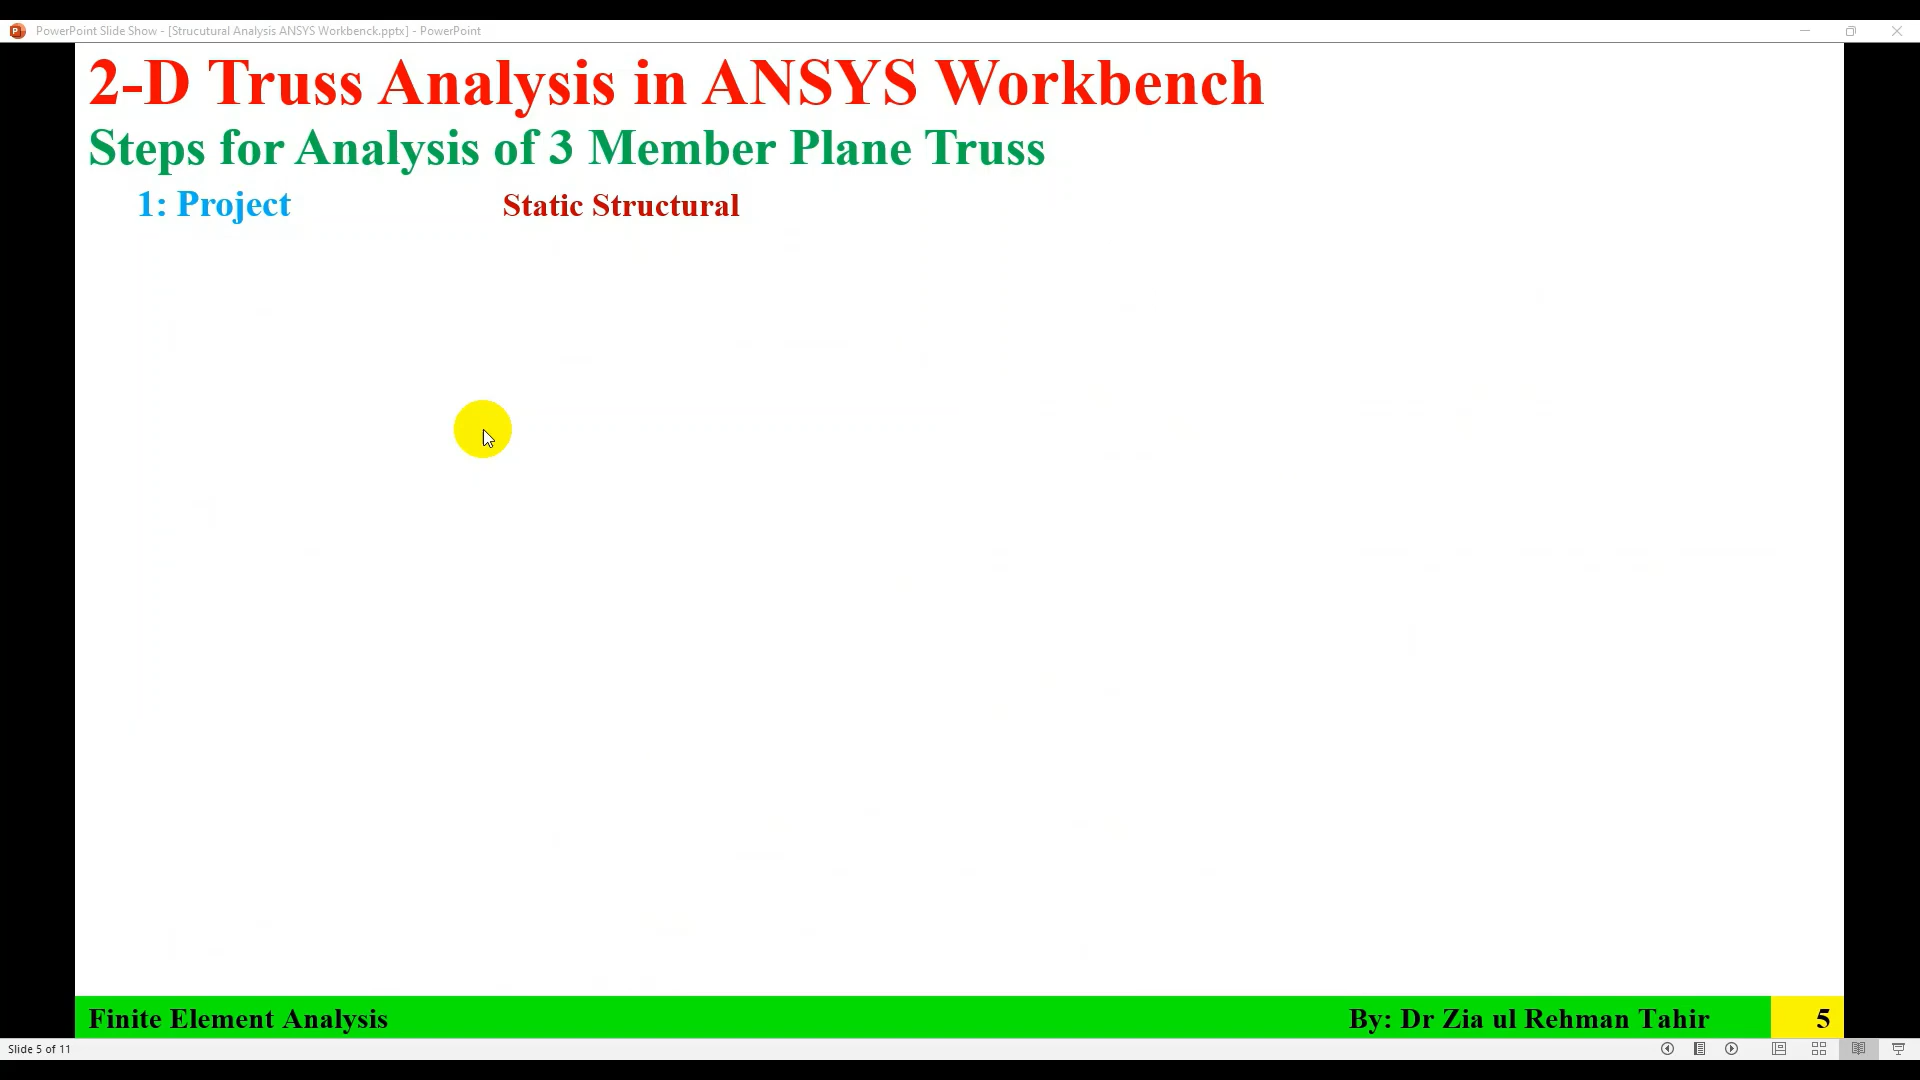 PowerPoint Slide Show - [Strucutural Analysis ANSYS Workbenck.pptx] - PowerPoint
2-D Truss Analysis in ANSYS Workbench
Steps for Analysis of 3 Member Plane Truss
1: Project Static Structural
Finite Element Analysis By: Dr Zia ul Rehman Tahir 5
Slide 5 of 11